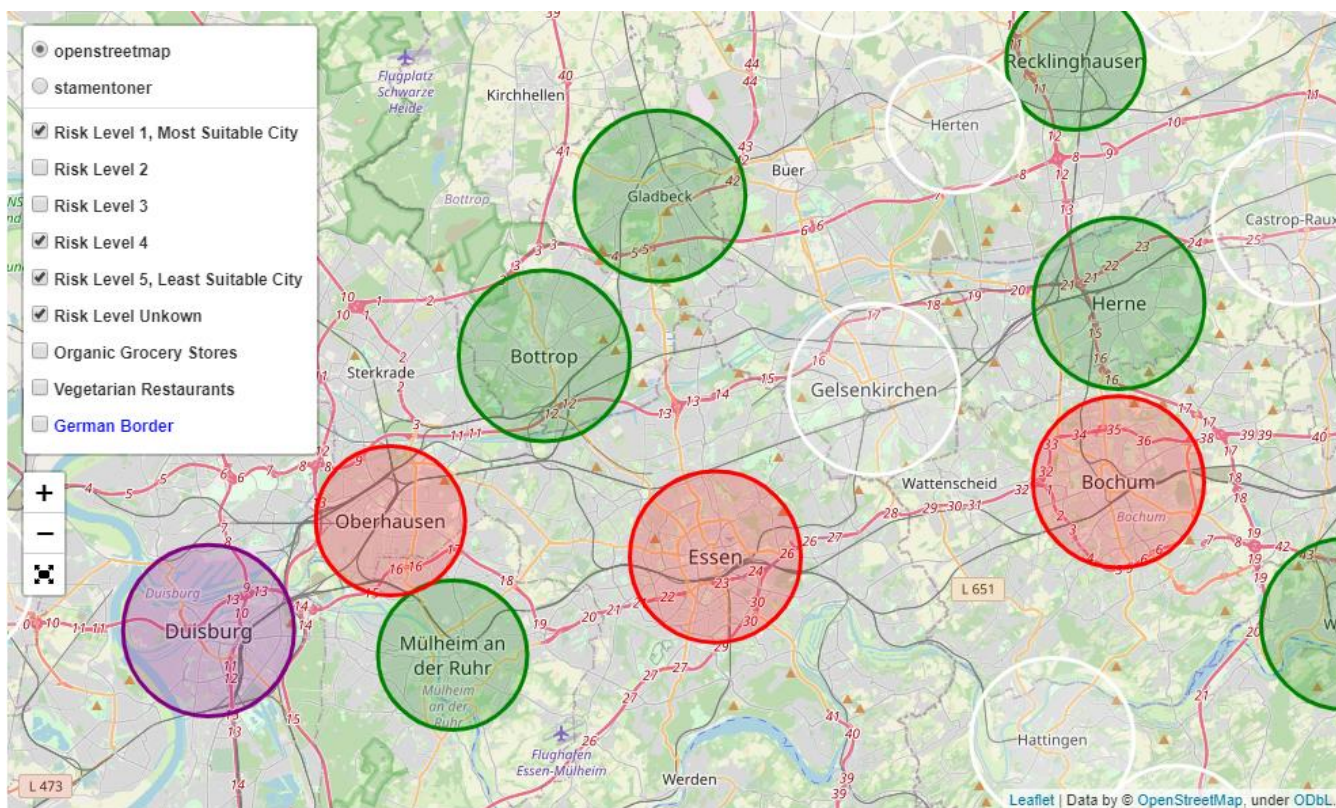 openstreetmap
stamentoner
Risk Level 1, Most Suitable City
Risk Level 2
Risk Level 3
Risk Level 4
Risk Level 5, Least Suitable City
Risk Level Unkown
Organic Grocery Stores
Vegetarian Restaurants
German Border
+
−
Flugplatz
Schwarze
Heide
Kirchhellen
Recklinghausen
Herten
Buer
Gladbeck
Bottrop
Castrop-Raux
Herne
Bottrop
Sterkrade
Gelsenkirchen
Wattenscheid
Bochum
Bochum
Oberhausen
Essen
L 651
Duisburg
Duisburg
Mülheim an
der Ruhr
Mülheim
an der
Ruhr
Flughafen
Essen-Mülheim
Hattingen
Werden
L 473
Leaflet | Data by © OpenStreetMap, under ODbL.